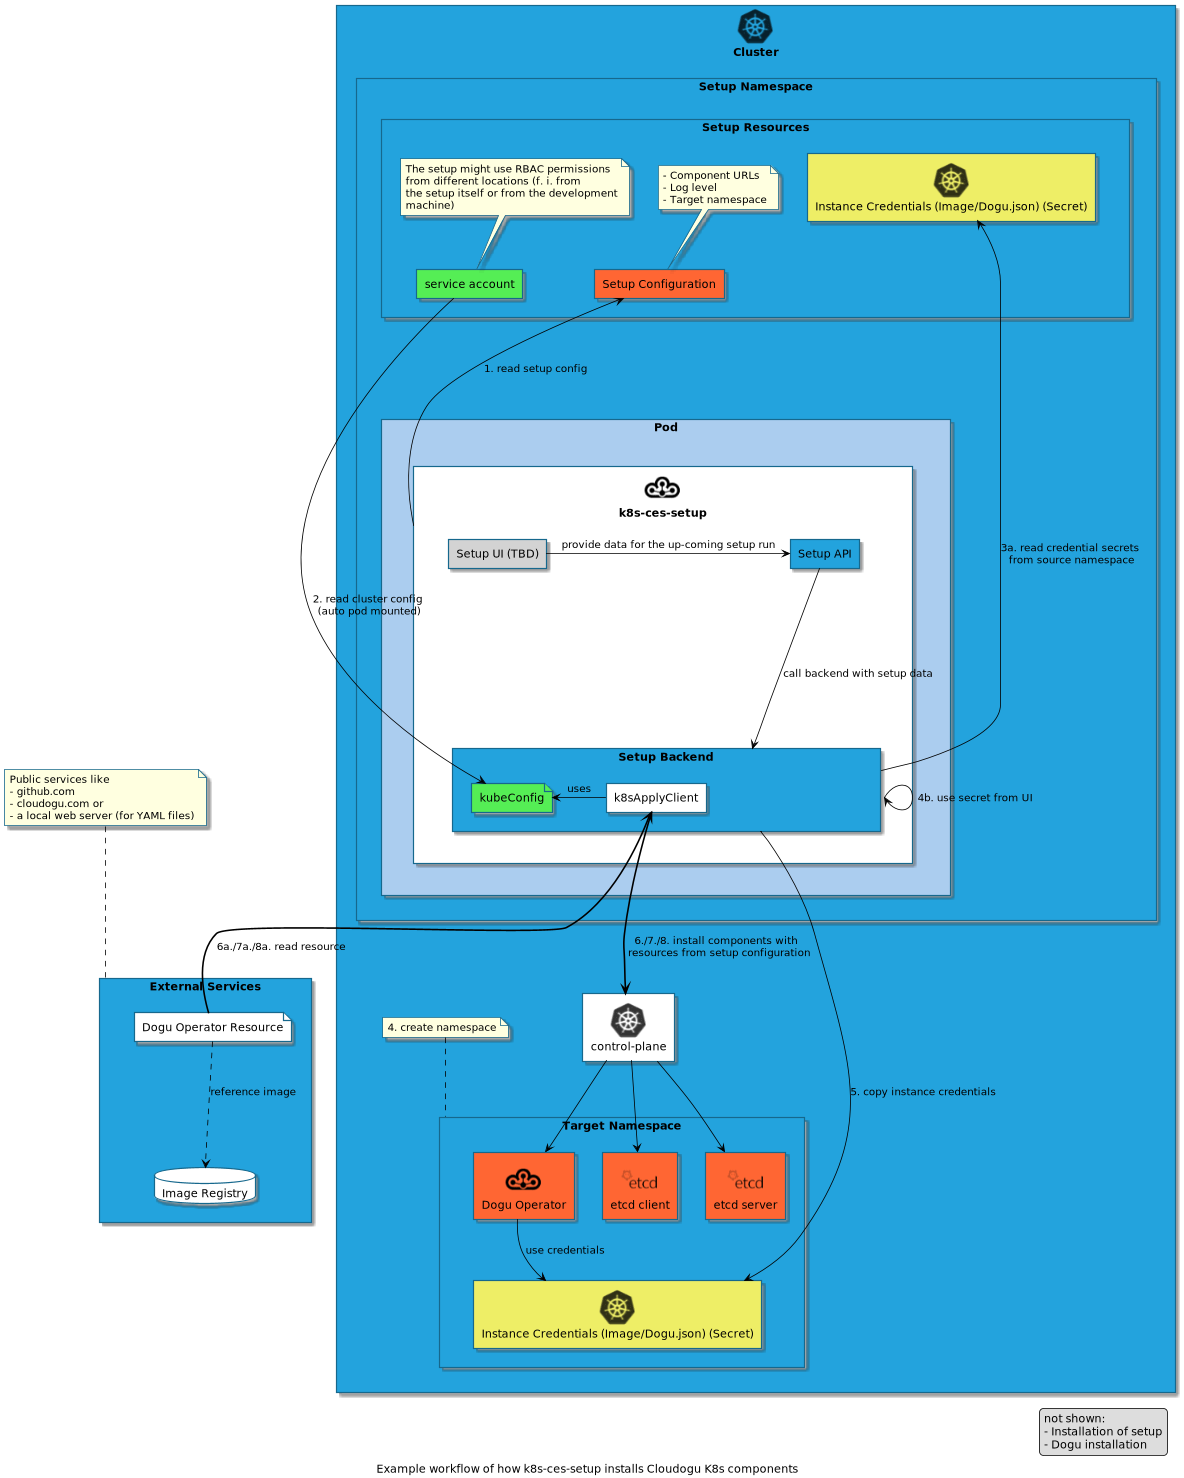 Cluster
Setup Namespace
Setup Resources
The setup might use RBAC permissions
from different locations (f. i. from
the setup itself or from the development
machine)
- Component URLs
- Log level
- Target namespace
Instance Credentials (Image/Dogu.json) (Secret)
service account
Setup Configuration
1. read setup config
Pod
k8s-ces-setup
Setup UI (TBD)
provide data for the up-coming setup run
Setup API
3a. read credential secrets
from source namespace
2. read cluster config
(auto pod mounted)
call backend with setup data
Setup Backend
kubeConfig
uses
k8sApplyClient
4b. use secret from UI
Public services like
- github.com
- cloudogu.com or
- a local web server (for YAML files)
6a./7a./8a. read resource
6./7./8. install components with
resources from setup configuration
External Services
Dogu Operator Resource
reference image
Image Registry
4. create namespace
control-plane
5. copy instance credentials
Target Namespace
Dogu Operator
etcd
etcd client
etcd
etcd server
use credentials
Instance Credentials (Image/Dogu.json) (Secret)
not shown:
- Installation of setup
- Dogu installation
Example workflow of how k8s-ces-setup installs Cloudogu K8s components